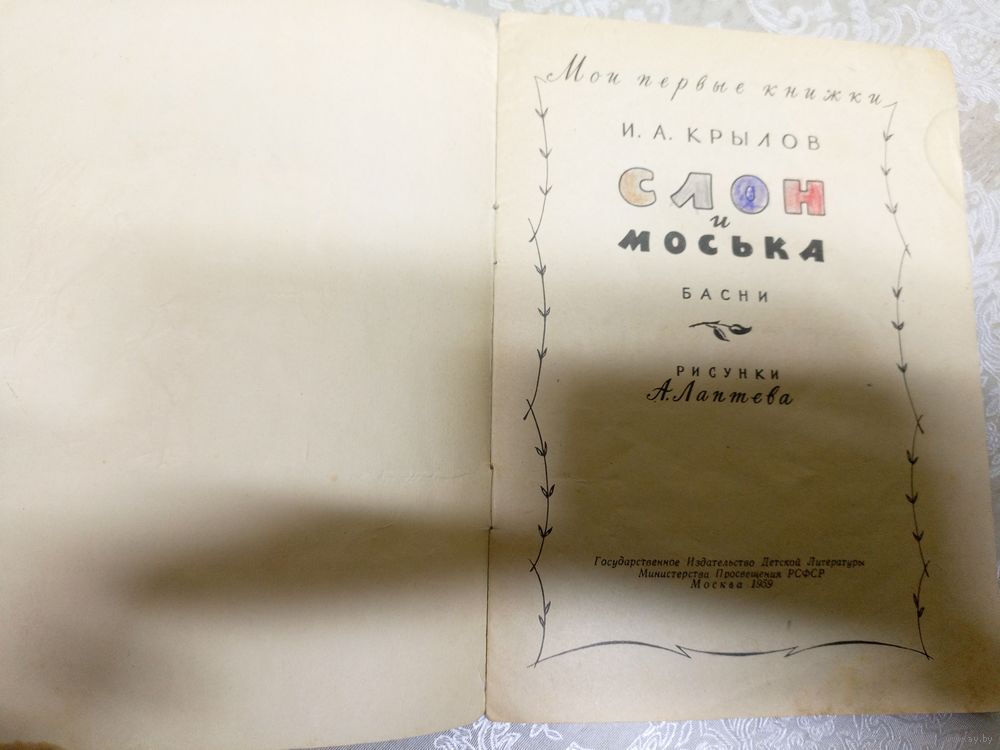 Мои первые книжки
И. А. КРЫЛОВ
СЛОН
и
МОСЬКА
БАСНИ
РИСУНКИ
А. Лаптева
Государственное Издательство Детской Литературы
Министерства Просвещения РСФСР
Москва 1959